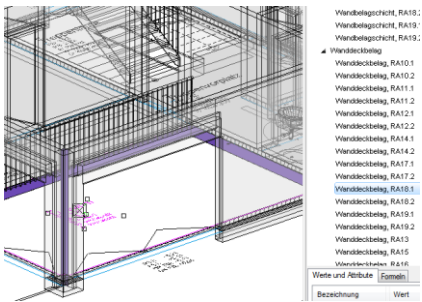 Wandbelagsschicht, RA18.2
Wandbelagsschicht, RA19.1
Wandbelagsschicht, RA19.2
Wanddeckbelag
Wanddeckbelag, RA10.1
Wanddeckbelag, RA10.2
Wanddeckbelag, RA11.1
Wanddeckbelag, RA11.2
Wanddeckbelag, RA12.1
Wanddeckbelag, RA12.2
Wanddeckbelag, RA14.1
Wanddeckbelag, RA14.2
Wanddeckbelag, RA17.1
Wanddeckbelag, RA17.2
Wanddeckbelag, RA18.1
Wanddeckbelag, RA18.2
Wanddeckbelag, RA19.1
Wanddeckbelag, RA19.2
Wanddeckbelag, RA13
Wanddeckbelag, RA15
Wanddeckbelag, RA16
Werte und Attribute Formeln
Bezeichnung Wert